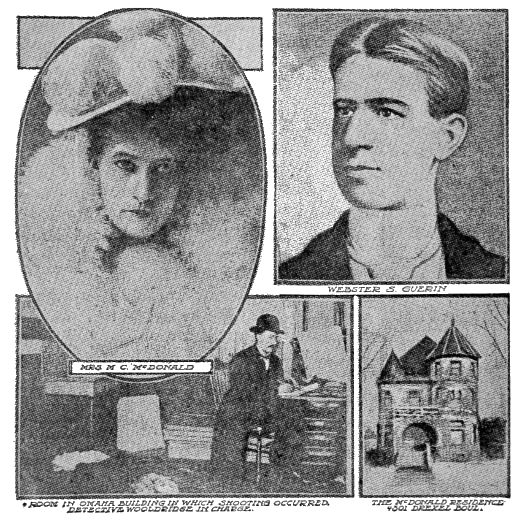 MRS M C. McDONALD
WEBSTER S. GUERIN
ROOM IN OMAHA BUILDING IN WHICH SHOOTING OCCURRED,
DETECTIVE WOOLDRIDGE IN CHARGE.
THE McDONALD RESIDENCE
4501 DREXEL BOUL.